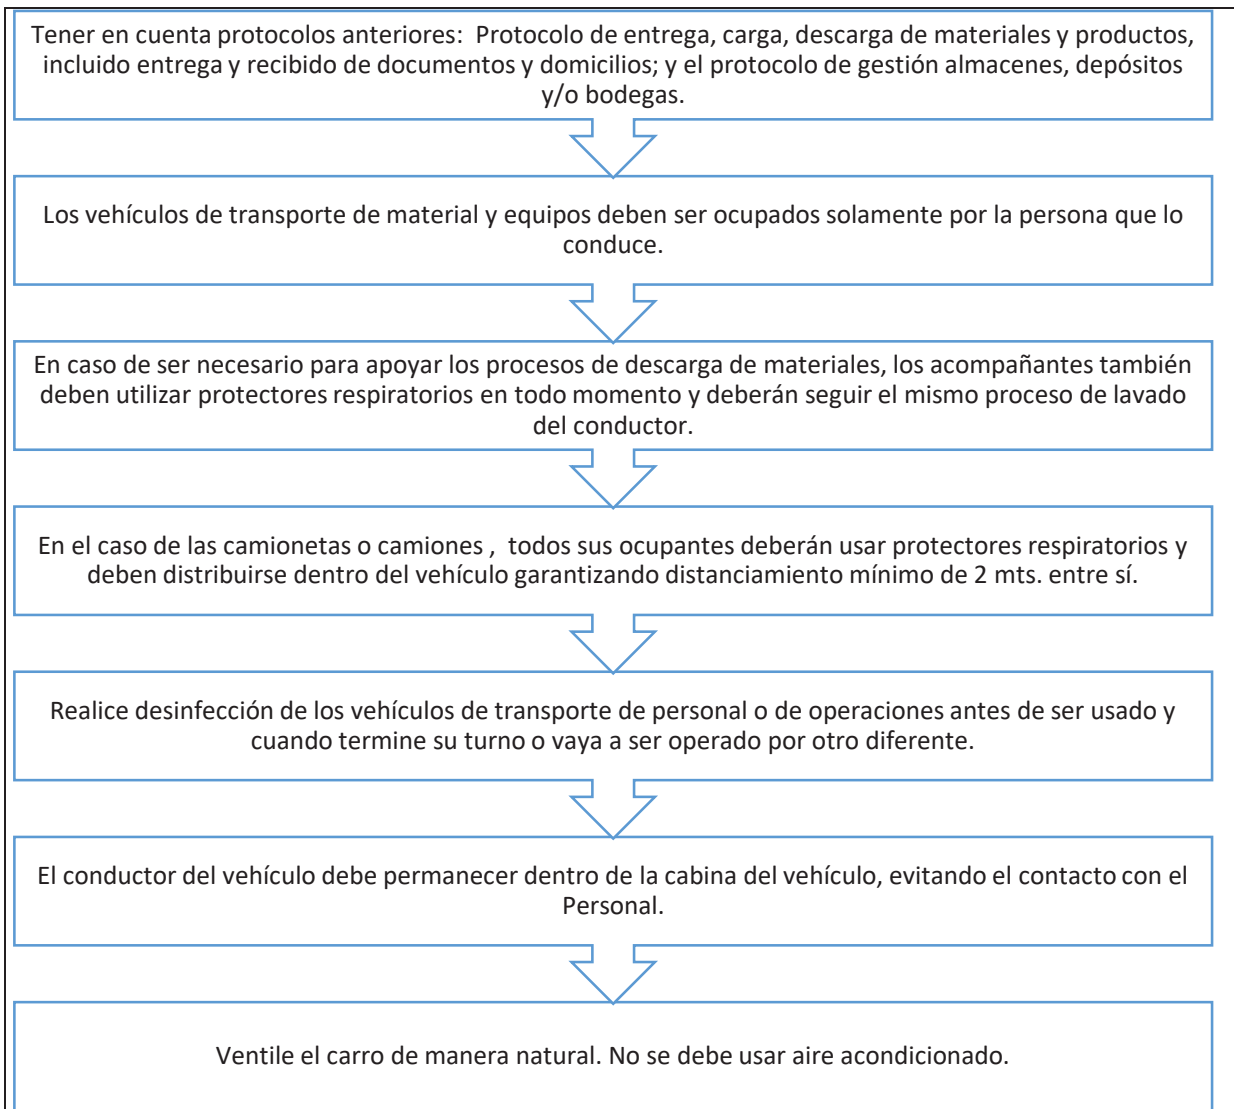 Tener en cuenta protocolos anteriores: Protocolo de entrega, carga, descarga de materiales y productos,
incluido entrega y recibido de documentos y domicilios; y el protocolo de gestión almacenes, depósitos
y/o bodegas.
Los vehículos de transporte de material y equipos deben ser ocupados solamente por la persona que lo
conduce.
En caso de ser necesario para apoyar los procesos de descarga de materiales, los acompañantes también
deben utilizar protectores respiratorios en todo momento y deberán seguir el mismo proceso de lavado
del conductor.
En el caso de las camionetas o camiones , todos sus ocupantes deberán usar protectores respiratorios y
deben distribuirse dentro del vehículo garantizando distanciamiento mínimo de 2 mts. entre sí.
Realice desinfección de los vehículos de transporte de personal o de operaciones antes de ser usado y
cuando termine su turno o vaya a ser operado por otro diferente.
El conductor del vehículo debe permanecer dentro de la cabina del vehículo, evitando el contacto con el
Personal.
Ventile el carro de manera natural. No se debe usar aire acondicionado.